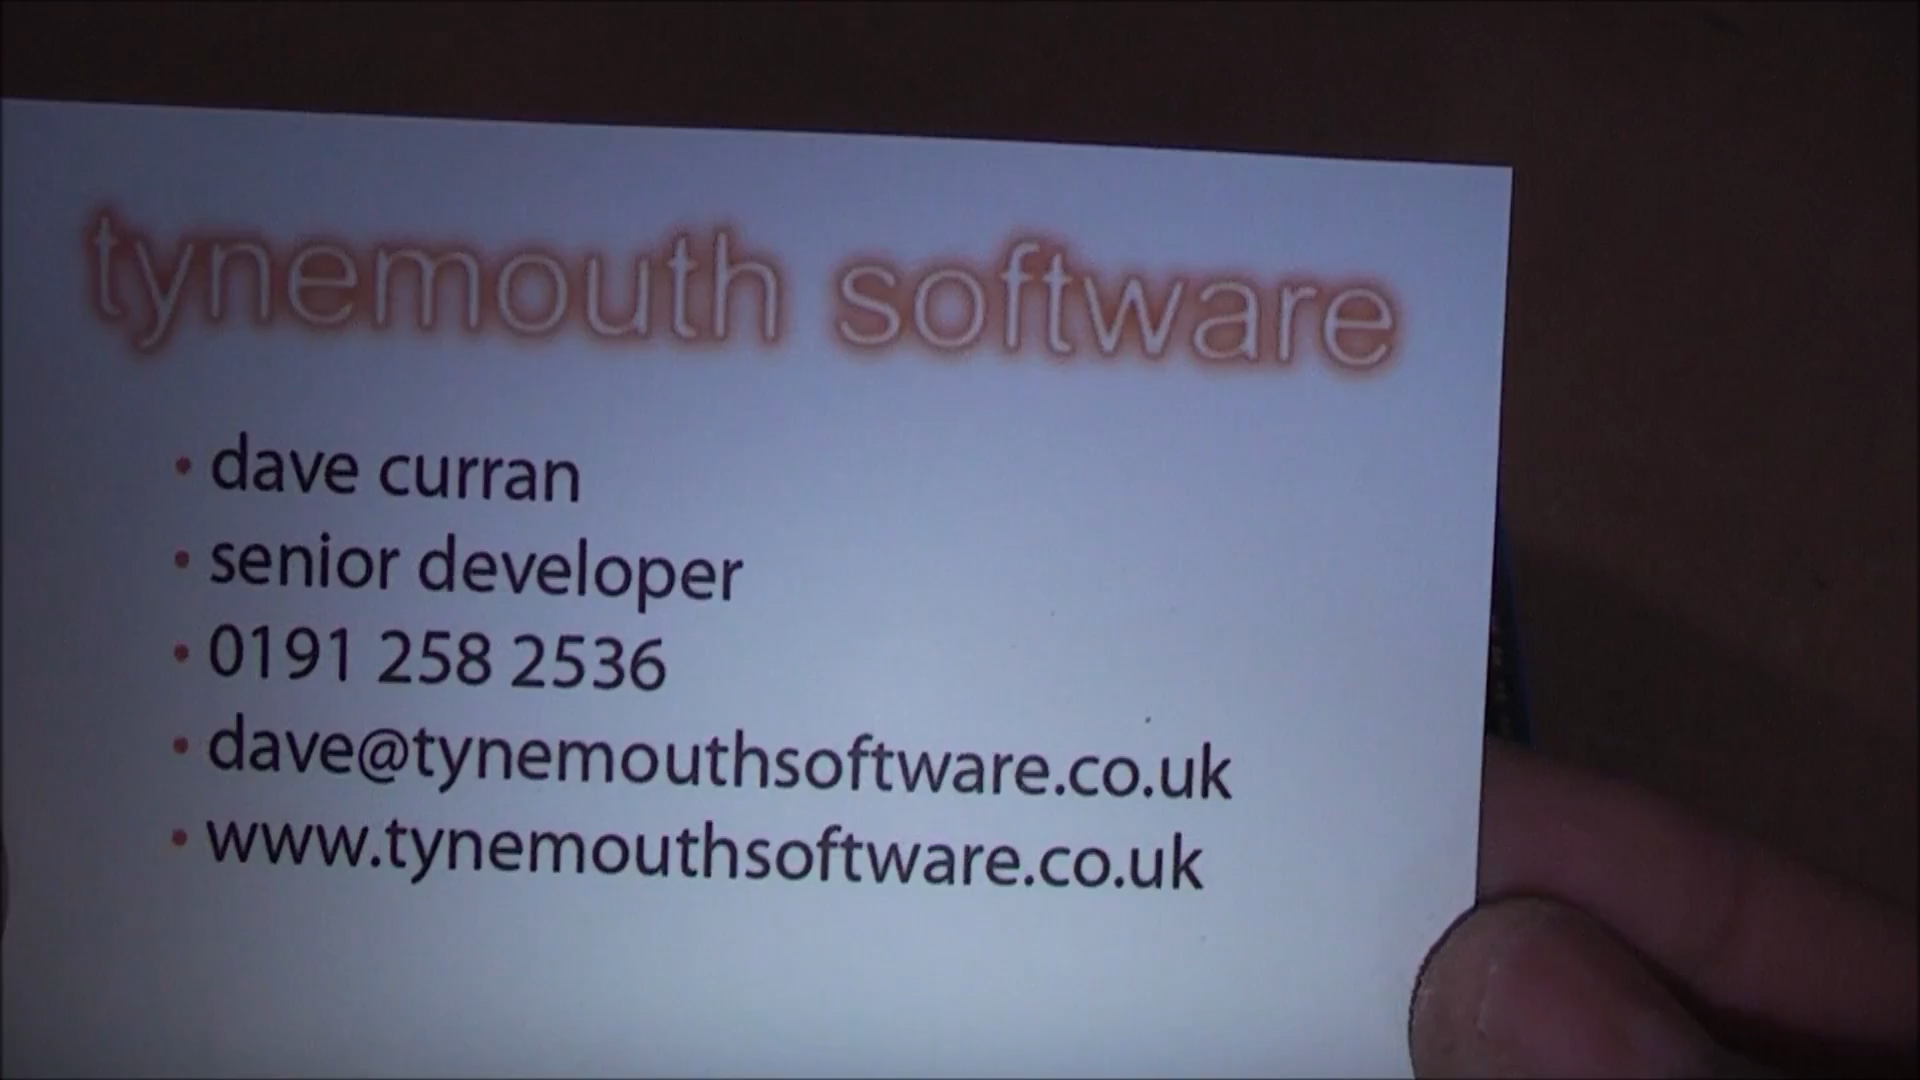 tynemouth software
• dave curran
• senior developer
• 0191 258 2536
• dave@tynemouthsoftware.co.uk
• www.tynemouthsoftware.co.uk